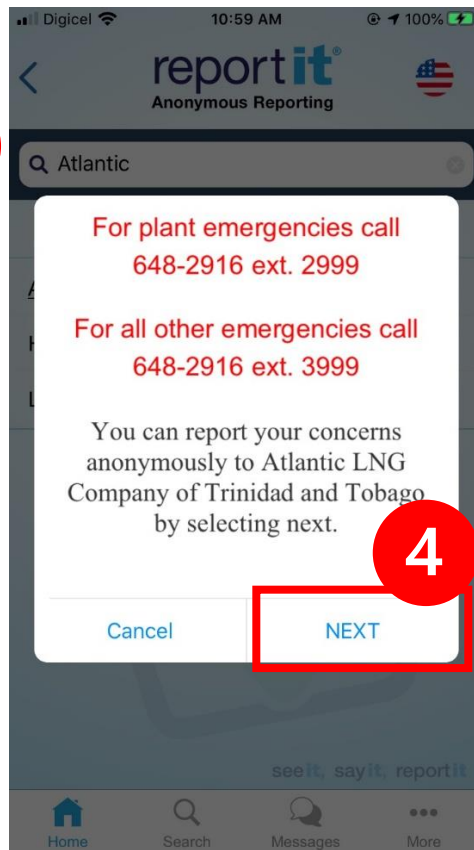 Digicel 10:59 AM 100%
reportit®
Anonymous Reporting
Atlantic
For plant emergencies call
648-2916 ext. 2999
For all other emergencies call
648-2916 ext. 3999
You can report your concerns
anonymously to Atlantic LNG
Company of Trinidad and Tobago
by selecting next.
4
Cancel NEXT
seeit, sayit, reportit
Home Search Messages More